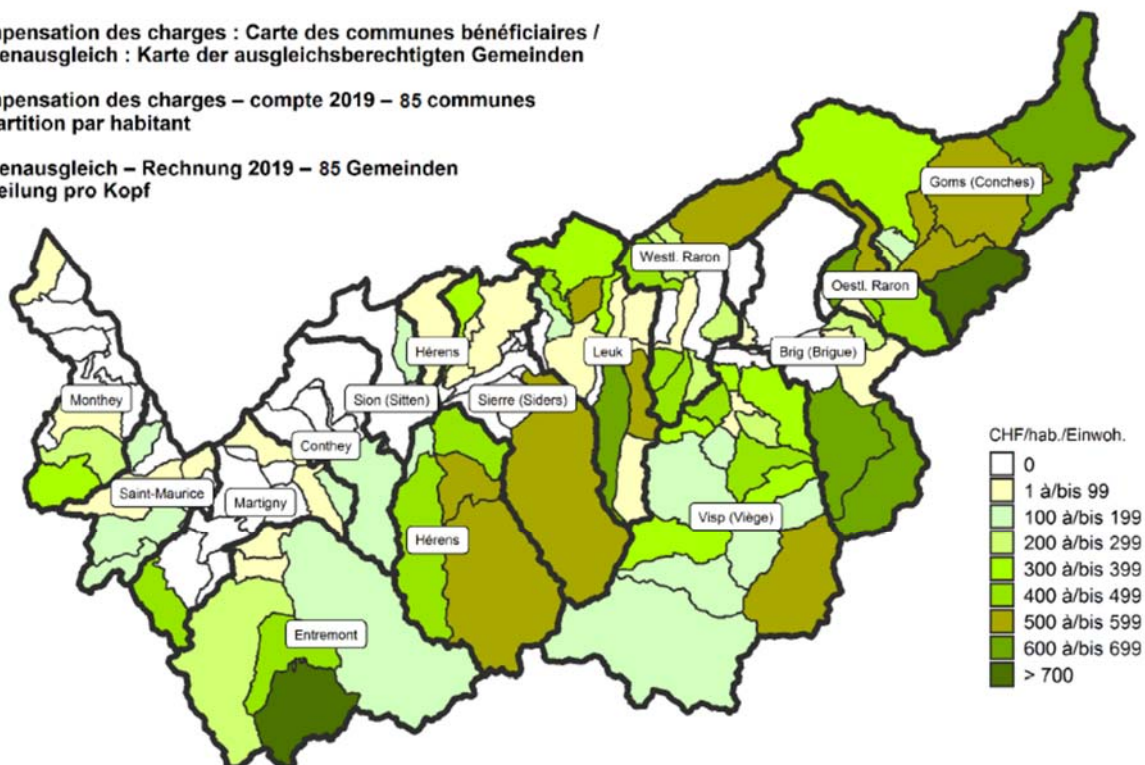 npensation des charges : Carte des communes bénéficiaires /
enausgleich : Karte der ausgleichsberechtigten Gemeinden
npensation des charges – compte 2019 – 85 communes
artition par habitant
enausgleich – Rechnung 2019 – 85 Gemeinden
eilung pro Kopf
Goms (Conches)
Westl. Raron
Oestl. Raron
Hérens
Leuk
Brig (Brigue)
Monthey
Sion (Sitten)
Sierre (Siders)
Conthey
CHF/hab./Einwoh.
0
1 à/bis 99
100 à/bis 199
200 à/bis 299
300 à/bis 399
400 à/bis 499
500 à/bis 599
600 à/bis 699
> 700
Saint-Maurice
Martigny
Visp (Viège)
Hérens
Entremont